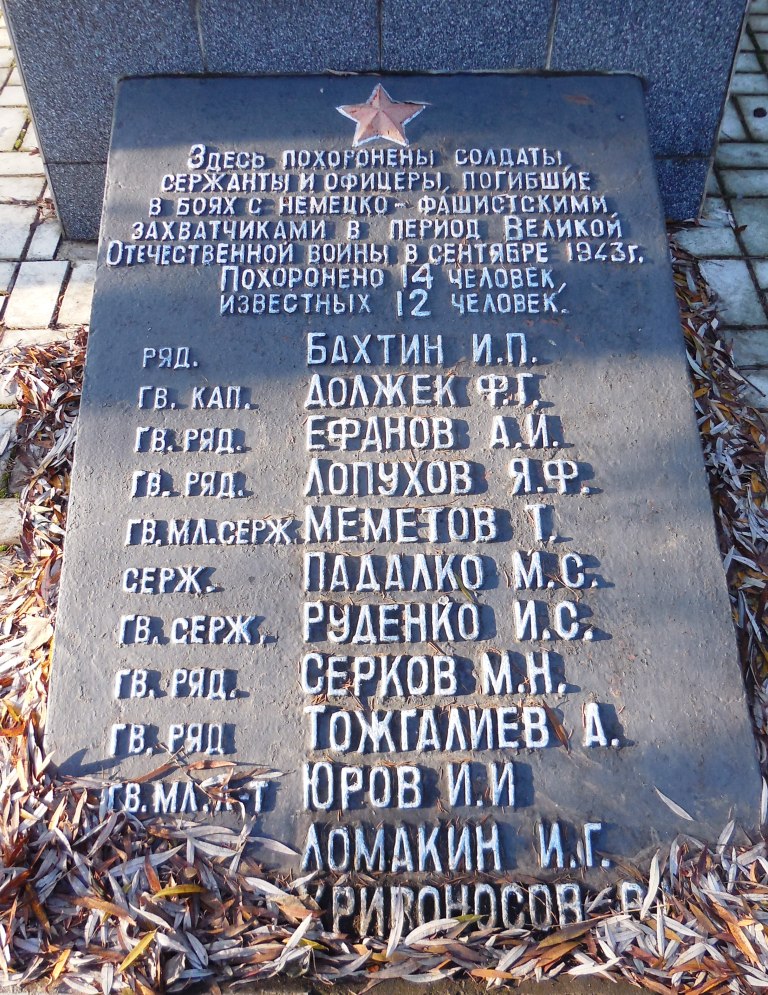 Здесь похоронены солдаты,
сержанты и офицеры, погибшие
в боях с немецко-фашистскими
захватчиками в период Великой
Отечественной войны в сентябре 1943г.
Похоронено 14 человек,
известных 12 человек.
ряд. Бахтин И.П.
гв. кап. Должек Ф.Г.
гв. ряд. Ефанов А.И.
гв. ряд. Лопухов Я.Ф.
гв. мл. серж. Меметов Т.
серж. Падалко М.С.
гв. серж. Руденко И.С.
гв. ряд. Серков М.Н.
гв. ряд Тожгалиев А.
гв. мл. л-т Юров И.И
Ломакин И.Г.
Кривоносов